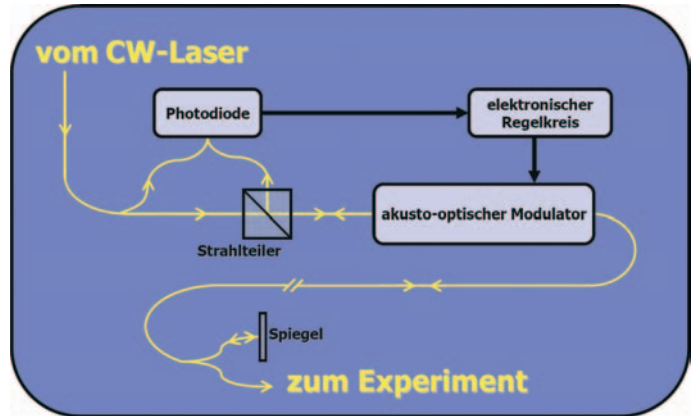 vom CW-Laser
Photodiode
elektronischer
Regelkreis
akusto-optischer Modulator
Strahlteiler
Spiegel
zum Experiment